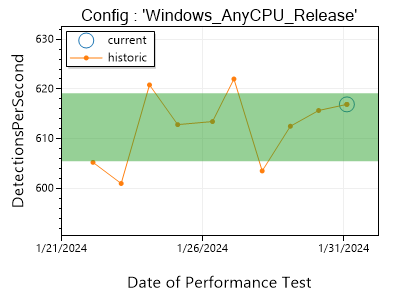 Config : 'Windows_AnyCPU_Release'
current
historic
DetectionsPerSecond
630
620
610
600
1/21/2024
1/26/2024
1/31/2024
Date of Performance Test